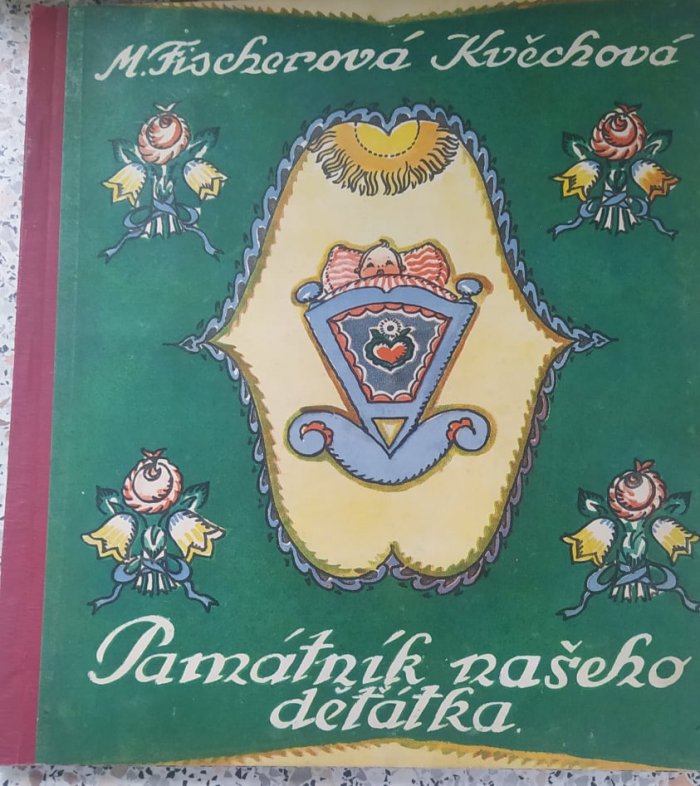 M. Fischerová Kvěchová
Památník našeho
děťátka.